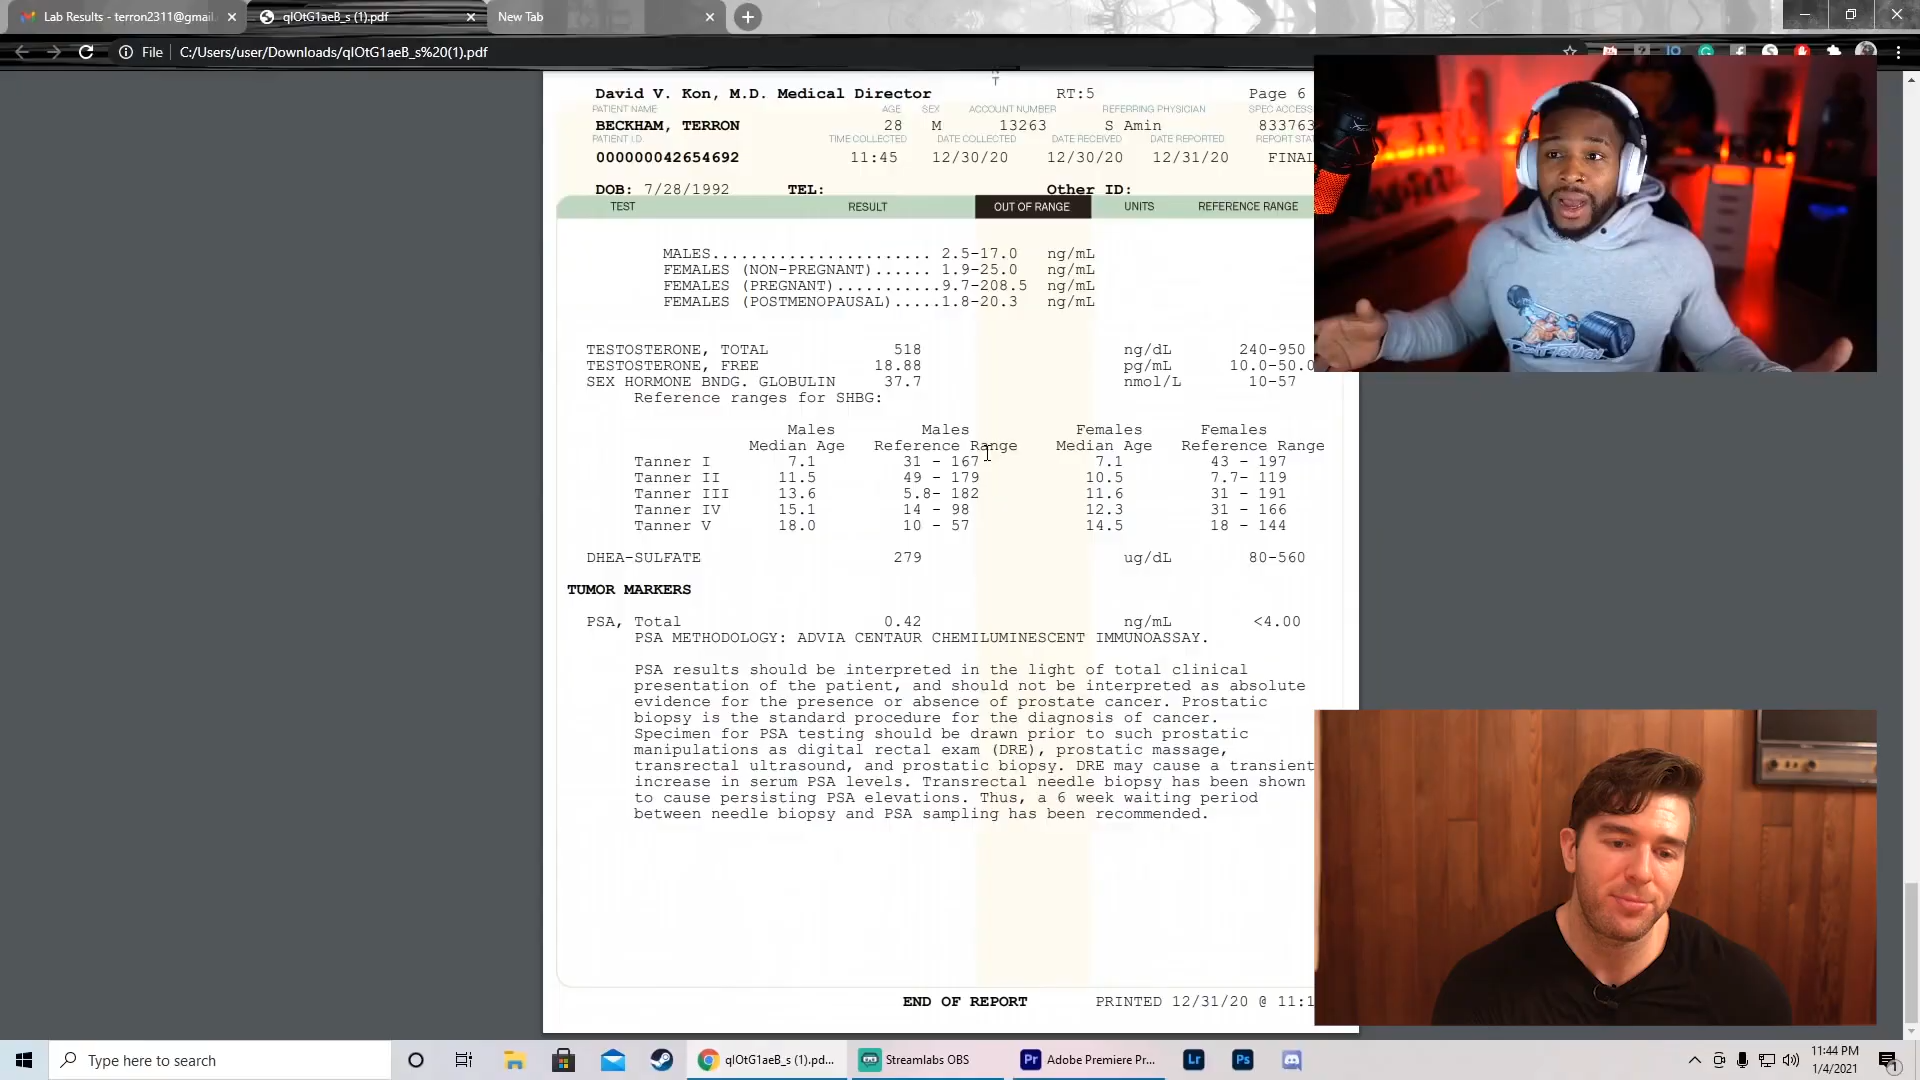 Lab Results - terron2311@gmail
qlOtG1aeB_s (1).pdf
New Tab
File
C:/Users/user/Downloads/qlOtG1aeB_s%20(1).pdf
David V. Kon, M.D. Medical Director RT:5 Page 6
PATIENT NAME AGE SEX ACCOUNT NUMBER REFERRING PHYSICIAN SPEC ACCESS
BECKHAM, TERRON 28 M 13263 S Amin 833763
PATIENT I.D. TIME COLLECTED DATE COLLECTED DATE RECEIVED DATE REPORTED REPORT STA
000000042654692 11:45 12/30/20 12/30/20 12/31/20 FINAL
DOB: 7/28/1992 TEL: Other ID:
TEST RESULT OUT OF RANGE UNITS REFERENCE RANGE
MALES....................... 2.5-17.0 ng/mL
FEMALES (NON-PREGNANT)...... 1.9-25.0 ng/mL
FEMALES (PREGNANT)...........9.7-208.5 ng/mL
FEMALES (POSTMENOPAUSAL).....1.8-20.3 ng/mL
TESTOSTERONE, TOTAL 518 ng/dL 240-950
TESTOSTERONE, FREE 18.88 pg/mL 10.0-50.0
SEX HORMONE BNDG. GLOBULIN 37.7 nmol/L 10-57
Reference ranges for SHBG:
Males Males Females Females
Median Age Reference Range Median Age Reference Range
Tanner I 7.1 31 - 167 7.1 43 - 197
Tanner II 11.5 49 - 179 10.5 7.7- 119
Tanner III 13.6 5.8- 182 11.6 31 - 191
Tanner IV 15.1 14 - 98 12.3 31 - 166
Tanner V 18.0 10 - 57 14.5 18 - 144
DHEA-SULFATE 279 ug/dL 80-560
TUMOR MARKERS
PSA, Total 0.42 ng/mL <4.00
PSA METHODOLOGY: ADVIA CENTAUR CHEMILUMINESCENT IMMUNOASSAY.
PSA results should be interpreted in the light of total clinical
presentation of the patient, and should not be interpreted as absolute
evidence for the presence or absence of prostate cancer. Prostatic
biopsy is the standard procedure for the diagnosis of cancer.
Specimen for PSA testing should be drawn prior to such prostatic
manipulations as digital rectal exam (DRE), prostatic massage,
transrectal ultrasound, and prostatic biopsy. DRE may cause a transient
increase in serum PSA levels. Transrectal needle biopsy has been shown
to cause persisting PSA elevations. Thus, a 6 week waiting period
between needle biopsy and PSA sampling has been recommended.
END OF REPORT PRINTED 12/31/20 @ 11:1
Type here to search
qlOtG1aeB_s (1).pd...
Streamlabs OBS
Pr Adobe Premiere Pr...
Lr
Ps
11:44 PM
1/4/2021